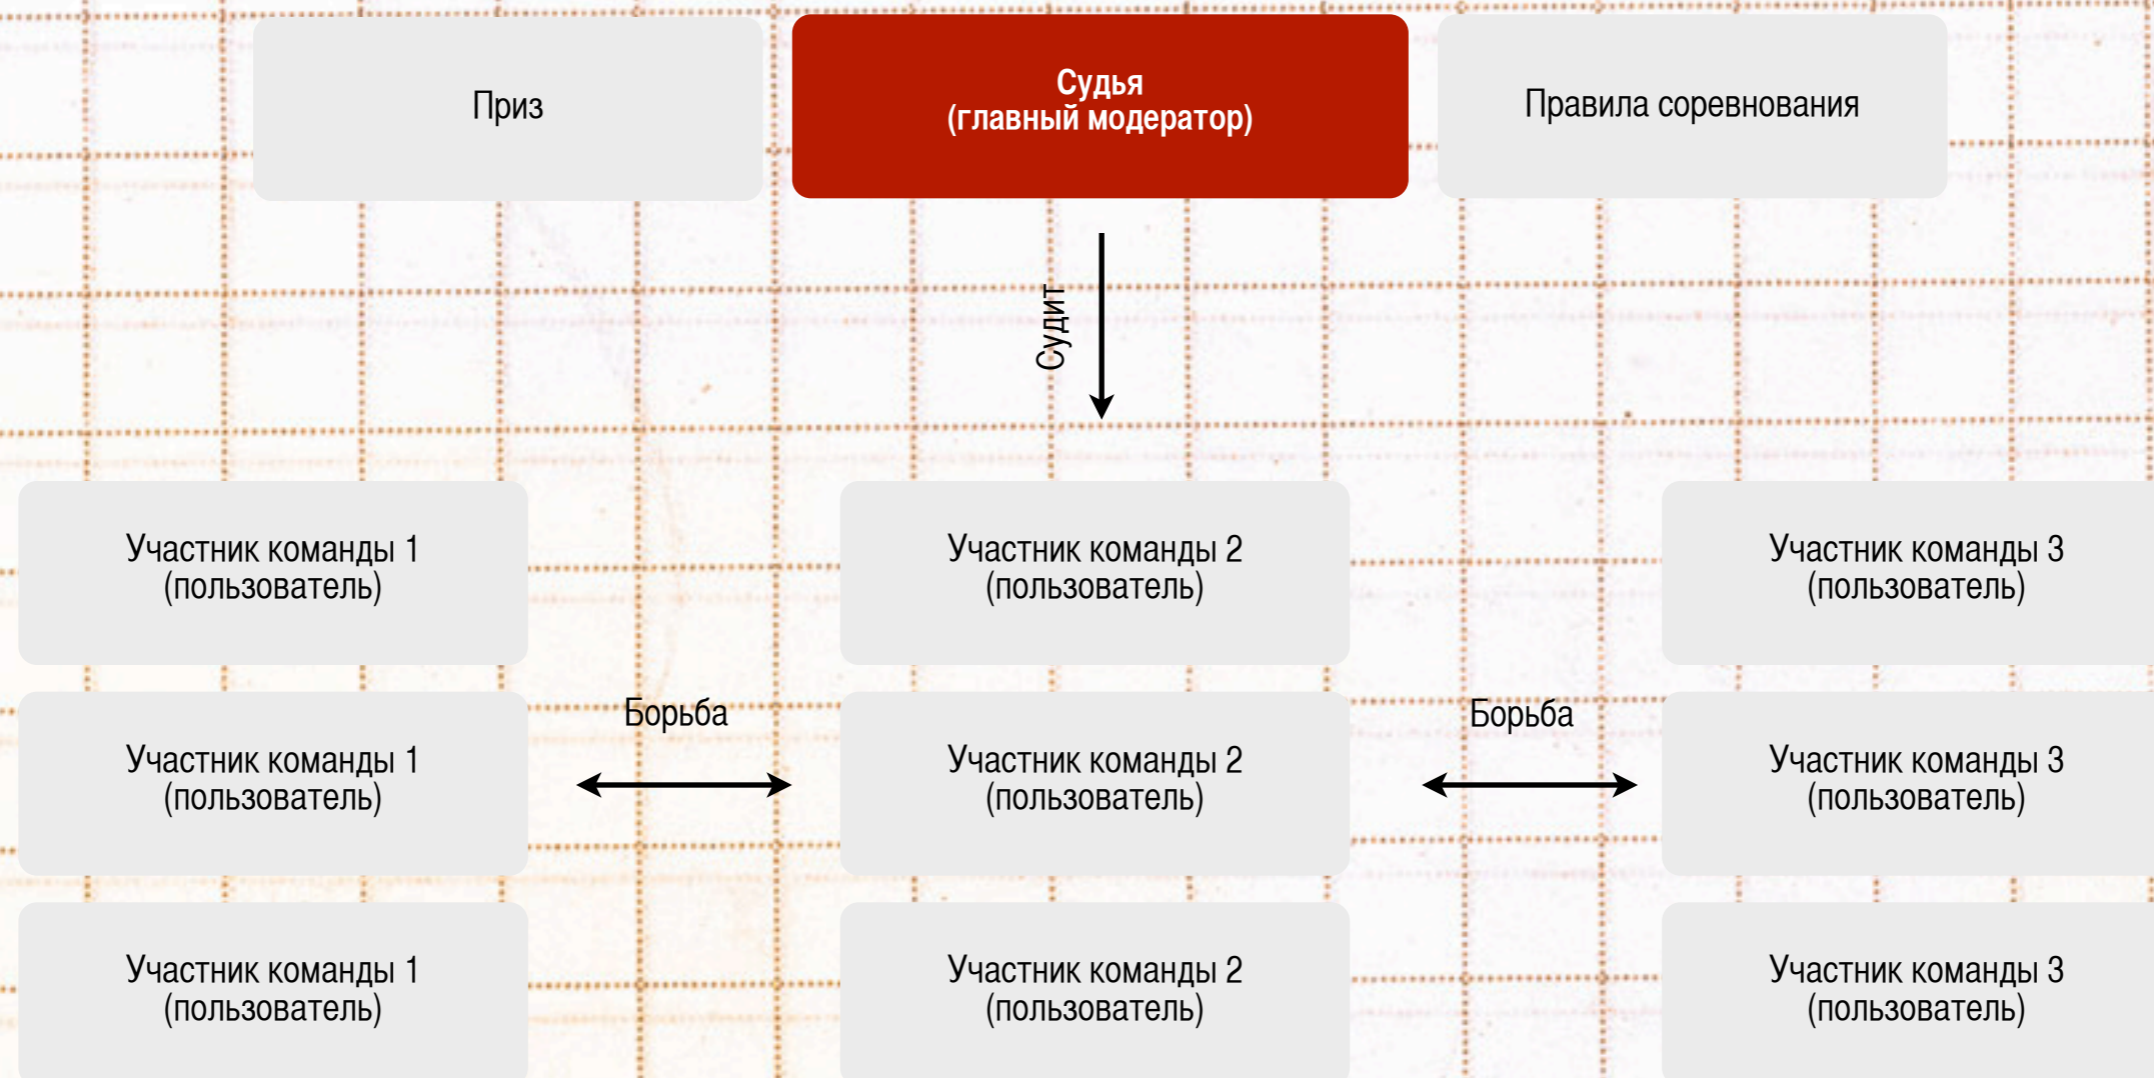 Приз
Судья
(главный модератор)
Правила соревнования
Судит
Участник команды 1
(пользователь)
Участник команды 2
(пользователь)
Участник команды 3
(пользователь)
Борьба
Борьба
Участник команды 1
(пользователь)
Участник команды 2
(пользователь)
Участник команды 3
(пользователь)
Участник команды 1
(пользователь)
Участник команды 2
(пользователь)
Участник команды 3
(пользователь)